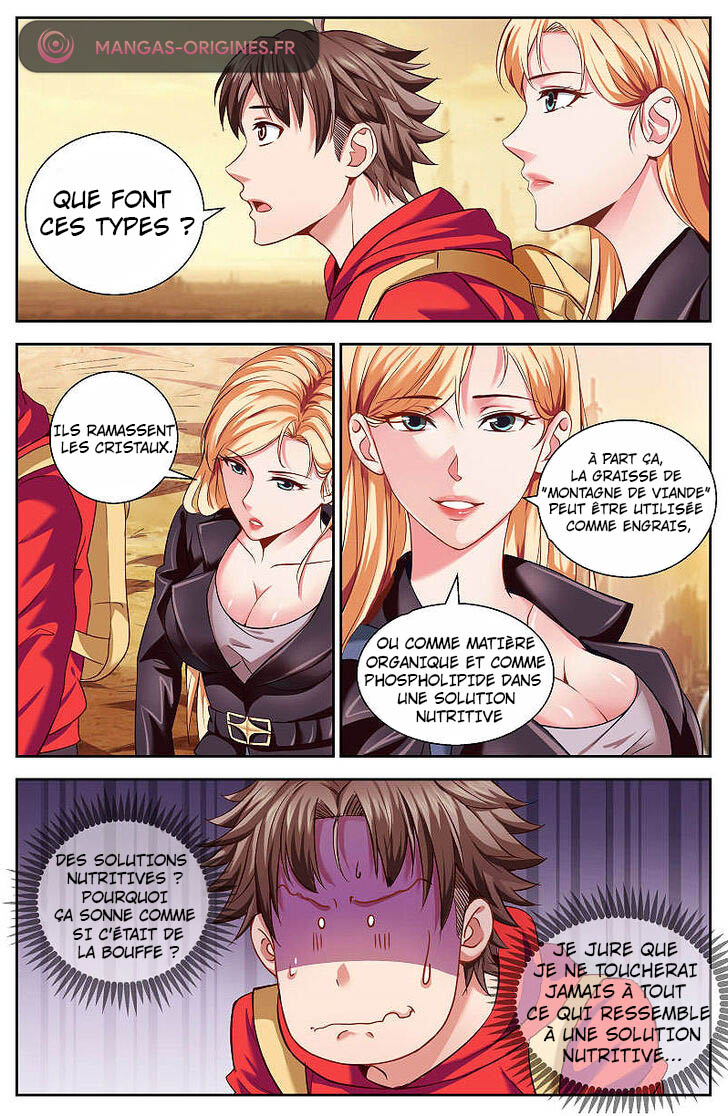 MANGAS-ORIGINES.FR
QUE FONT
CES TYPES ?
ILS RAMASSENT
LES CRISTAUX.
À PART ÇA,
LA GRAISSE DE
"MONTAGNE DE VIANDE"
PEUT ÊTRE UTILISÉE
COMME ENGRAIS,
OU COMME MATIÈRE
ORGANIQUE ET COMME
PHOSPHOLIPIDE DANS
UNE SOLUTION
NUTRITIVE
DES SOLUTIONS
NUTRITIVES ?
POURQUOI
ÇA SONNE COMME
SI C'ÉTAIT DE
LA BOUFFE ?
JE JURE QUE
JE NE TOUCHERAI
JAMAIS À TOUT
CE QUI RESSEMBLE
À UNE SOLUTION
NUTRITIVE...